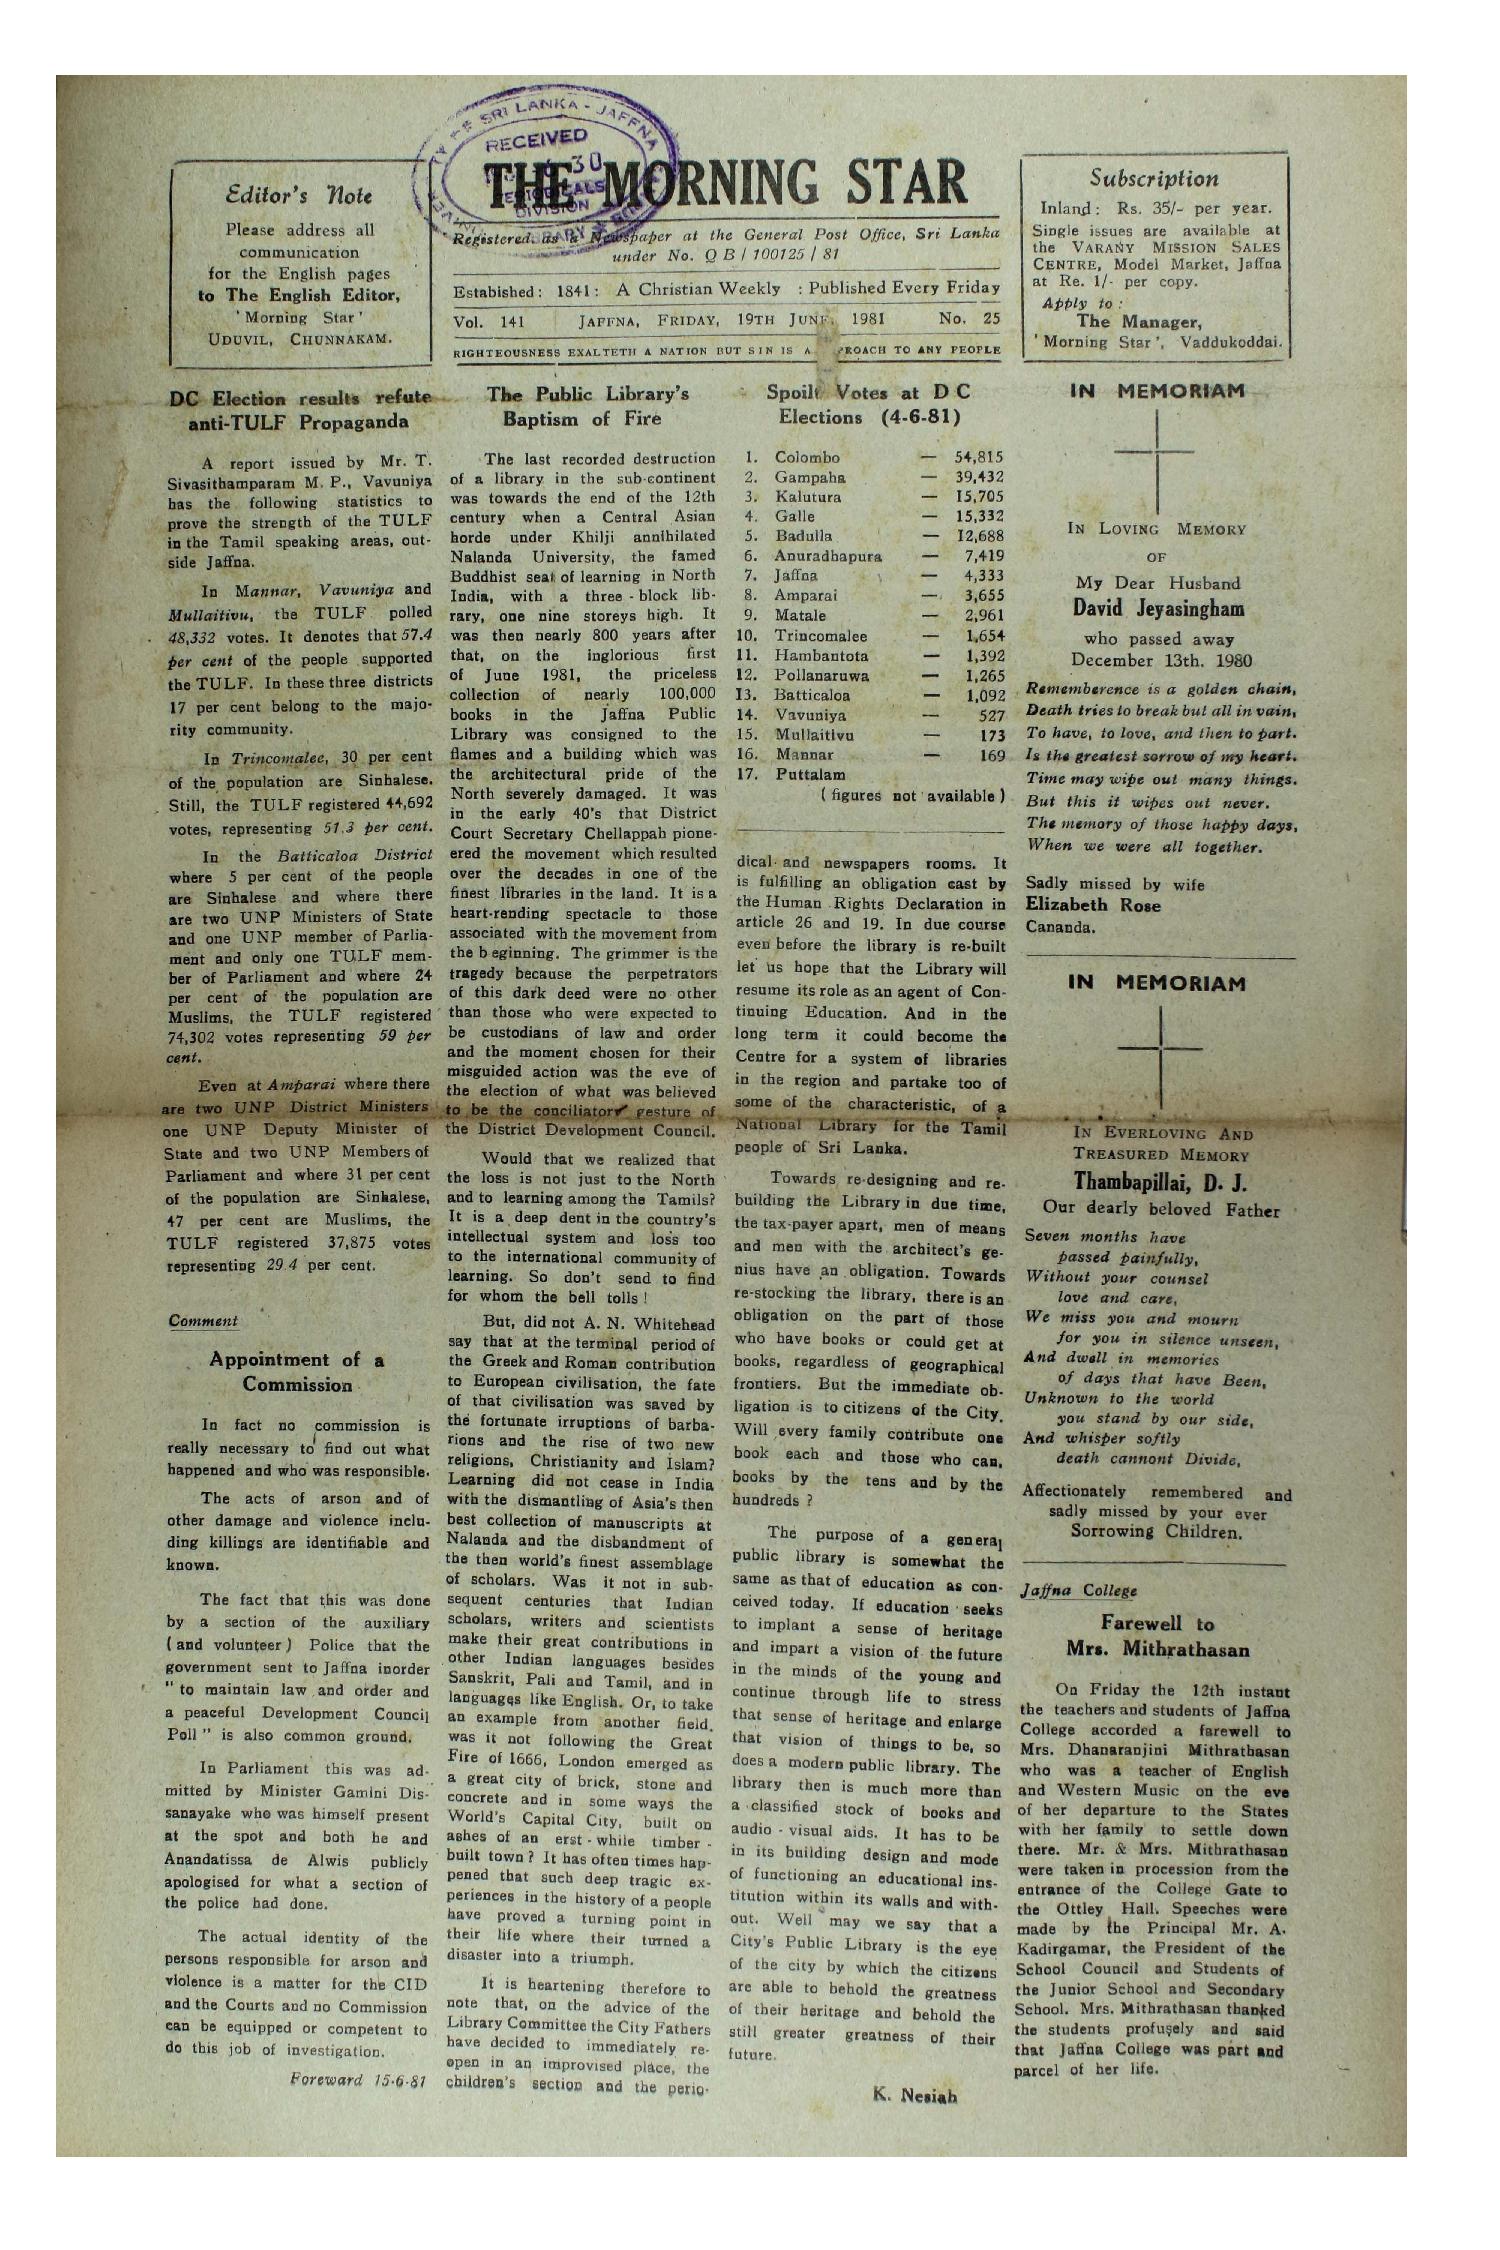 SRI LANKA - JAFFNA
RECEIVED
30
DIVISION
Editor's Note
Please address all
communication
for the English pages
to The English Editor,
' Morning Star '
UDUVIL, CHUNNAKAM.
THE MORNING STAR
Registered as a Newspaper at the General Post Office, Sri Lanka
under No. Q B / 100125 / 81
Estabished : 1841 : A Christian Weekly : Published Every Friday
Vol. 141 JAFFNA, FRIDAY, 19TH JUNE, 1981 No. 25
RIGHTEOUSNESS EXALTETH A NATION BUT SIN IS A PROACH TO ANY PEOPLE
Subscription
Inland : Rs. 35/- per year.
Single issues are available at
the VARANY MISSION SALES
CENTRE, Model Market, Jaffna
at Re. 1/- per copy.
Apply to :
The Manager,
' Morning Star ', Vaddukoddai.
DC Election results refute
anti-TULF Propaganda
A report issued by Mr. T.
Sivasithamparam M. P., Vavuniya
has the following statistics to
prove the strength of the TULF
in the Tamil speaking areas, out-
side Jaffna.
In Mannar, Vavuniya and
Mullaitivu, the TULF polled
48,332 votes. It denotes that 57.4
per cent of the people supported
the TULF. In these three districts
17 per cent belong to the majo-
rity community.
In Trincomalee, 30 per cent
of the population are Sinhalese.
Still, the TULF registered 44,692
votes, representing 51.3 per cent.
In the Batticaloa District
where 5 per cent of the people
are Sinhalese and where there
are two UNP Ministers of State
and one UNP member of Parlia-
ment and only one TULF mem-
ber of Parliament and where 24
per cent of the population are
Muslims, the TULF registered
74,302 votes representing 59 per
cent.
Even at Amparai where there
are two UNP District Ministers
one UNP Deputy Minister of
State and two UNP Members of
Parliament and where 31 per cent
of the population are Sinhalese,
47 per cent are Muslims, the
TULF registered 37,875 votes
representing 29.4 per cent.
Comment
Appointment of a
Commission
In fact no commission is
really necessary to find out what
happened and who was responsible.
The acts of arson and of
other damage and violence inclu-
ding killings are identifiable and
known.
The fact that this was done
by a section of the auxiliary
( and volunteer ) Police that the
government sent to Jaffna inorder
" to maintain law and order and
a peaceful Development Council
Poll " is also common ground.
In Parliament this was ad-
mitted by Minister Gamini Dis-
sanayake who was himself present
at the spot and both he and
Anandatissa de Alwis publicly
apologised for what a section of
the police had done.
The actual identity of the
persons responsible for arson and
violence is a matter for the CID
and the Courts and no Commission
can be equipped or competent to
do this job of investigation.
Foreward 15-6-81
The Public Library's
Baptism of Fire
The last recorded destruction
of a library in the sub-continent
was towards the end of the 12th
century when a Central Asian
horde under Khilji annihilated
Nalanda University, the famed
Buddhist seat of learning in North
India, with a three - block lib-
rary, one nine storeys high. It
was then nearly 800 years after
that, on the inglorious first
of June 1981, the priceless
collection of nearly 100,000
books in the Jaffna Public
Library was consigned to the
flames and a building which was
the architectural pride of the
North severely damaged. It was
in the early 40's that District
Court Secretary Chellappah pione-
ered the movement which resulted
over the decades in one of the
finest libraries in the land. It is a
heart-rending spectacle to those
associated with the movement from
the b eginning. The grimmer is the
tragedy because the perpetrators
of this dark deed were no other
than those who were expected to
be custodians of law and order
and the moment chosen for their
misguided action was the eve of
the election of what was believed
to be the conciliatory gesture of
the District Development Council.
Would that we realized that
the loss is not just to the North
and to learning among the Tamils?
It is a deep dent in the country's
intellectual system and loss too
to the international community of
learning. So don't send to find
for whom the bell tolls !
But, did not A. N. Whitehead
say that at the terminal period of
the Greek and Roman contribution
to European civilisation, the fate
of that civilisation was saved by
the fortunate irruptions of barba-
rions and the rise of two new
religions, Christianity and Islam?
Learning did not cease in India
with the dismantling of Asia's then
best collection of manuscripts at
Nalanda and the disbandment of
the then world's finest assemblage
of scholars. Was it not in sub-
sequent centuries that Indian
scholars, writers and scientists
make their great contributions in
other Indian languages besides
Sanskrit, Pali and Tamil, and in
languages like English. Or, to take
an example from another field,
was it not following the Great
Fire of 1666, London emerged as
a great city of brick, stone and
concrete and in some ways the
World's Capital City, built on
ashes of an erst - while timber -
built town ? It has often times hap-
pened that such deep tragic ex-
periences in the history of a people
have proved a turning point in
their life where their turned a
disaster into a triumph.
It is heartening therefore to
note that, on the advice of the
Library Committee the City Fathers
have decided to immediately re-
open in an improvised place, the
children's section and the perio-
Spoilt Votes at D C
Elections (4-6-81)
1. Colombo — 54,815
2. Gampaha — 39,432
3. Kalutura — 15,705
4. Galle — 15,332
5. Badulla — 12,688
6. Anuradhapura — 7,419
7. Jaffna — 4,333
8. Amparai — 3,655
9. Matale — 2,961
10. Trincomalee — 1,654
11. Hambantota — 1,392
12. Pollanaruwa — 1,265
13. Batticaloa — 1,092
14. Vavuniya — 527
15. Mullaitivu — 173
16. Mannar — 169
17. Puttalam
( figures not available )
dical and newspapers rooms. It
is fulfilling an obligation cast by
the Human Rights Declaration in
article 26 and 19. In due course
even before the library is re-built
let us hope that the Library will
resume its role as an agent of Con-
tinuing Education. And in the
long term it could become the
Centre for a system of libraries
in the region and partake too of
some of the characteristic, of a
National Library for the Tamil
people of Sri Lanka.
Towards re-designing and re-
building the Library in due time,
the tax-payer apart, men of means
and men with the architect's ge-
nius have an obligation. Towards
re-stocking the library, there is an
obligation on the part of those
who have books or could get at
books, regardless of geographical
frontiers. But the immediate ob-
ligation is to citizens of the City.
Will every family contribute one
book each and those who can,
books by the tens and by the
hundreds ?
The purpose of a general
public library is somewhat the
same as that of education as con-
ceived today. If education seeks
to implant a sense of heritage
and impart a vision of the future
in the minds of the young and
continue through life to stress
that sense of heritage and enlarge
that vision of things to be, so
does a modern public library. The
library then is much more than
a classified stock of books and
audio - visual aids. It has to be
in its building design and mode
of functioning an educational ins-
titution within its walls and with-
out. Well may we say that a
City's Public Library is the eye
of the city by which the citizens
are able to behold the greatness
of their heritage and behold the
still greater greatness of their
future.
K. Nesiah
IN MEMORIAM
IN LOVING MEMORY
OF
My Dear Husband
David Jeyasingham
who passed away
December 13th. 1980
Rememberence is a golden chain,
Death tries to break but all in vain,
To have, to love, and then to part.
Is the greatest sorrow of my heart.
Time may wipe out many things.
But this it wipes out never.
The memory of those happy days,
When we were all together.
Sadly missed by wife
Elizabeth Rose
Cananda.
IN MEMORIAM
IN EVERLOVING AND
TREASURED MEMORY
Thambapillai, D. J.
Our dearly beloved Father
Seven months have
passed painfully,
Without your counsel
love and care,
We miss you and mourn
for you in silence unseen,
And dwell in memories
of days that have Been,
Unknown to the world
you stand by our side,
And whisper softly
death cannont Divide,
Affectionately remembered and
sadly missed by your ever
Sorrowing Children.
Jaffna College
Farewell to
Mrs. Mithrathasan
On Friday the 12th instant
the teachers and students of Jaffna
College accorded a farewell to
Mrs. Dhanaranjini Mithrathasan
who was a teacher of English
and Western Music on the eve
of her departure to the States
with her family to settle down
there. Mr. & Mrs. Mithrathasan
were taken in procession from the
entrance of the College Gate to
the Ottley Hall. Speeches were
made by the Principal Mr. A.
Kadirgamar, the President of the
School Council and Students of
the Junior School and Secondary
School. Mrs. Mithrathasan thanked
the students profusely and said
that Jaffna College was part and
parcel of her life.